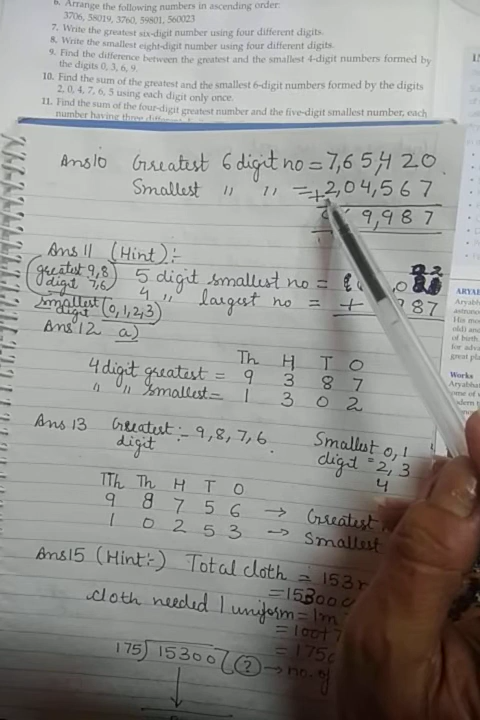 6. Arrange the following numbers in ascending order:
3706, 58019, 3760, 59801, 560023
7. Write the greatest six-digit number using four different digits.
8. Write the smallest eight-digit number using four different digits.
9. Find the difference between the greatest and the smallest 4-digit numbers formed by
the digits 0, 3, 6, 9.
10. Find the sum of the greatest and the smallest 6-digit numbers formed by the digits
2, 0, 4, 7, 6, 5 using each digit only once.
11. Find the sum of the four-digit greatest number and the five-digit smallest number, each
number having three
Ans10 Greatest 6 digit no = 7,65,420
Smallest " " = +2,04,567
9,987
Ans 11 (Hint):-
(greatest 9,8 digit 7,6)
5 digit smallest no =
4 " largest no = + 987
smallest digit (0,1,2,3)
Ans 12 a)
Th H T O
4 digit greatest = 9 3 8 7
" " smallest = 1 3 0 2
Ans 13 Greatest :- 9,8,7,6.
digit
Smallest 0,1
digit = 2,3
4
TTh Th H T O
9 8 7 5 6 → Greatest
1 0 2 5 3 → Smallest
Ans15 (Hint:-) Total cloth = 153
= 15300
cloth needed 1 uniform = 1m
= 100+7
= 175
175) 15300 ( ? → no. of
ARYAB
Works